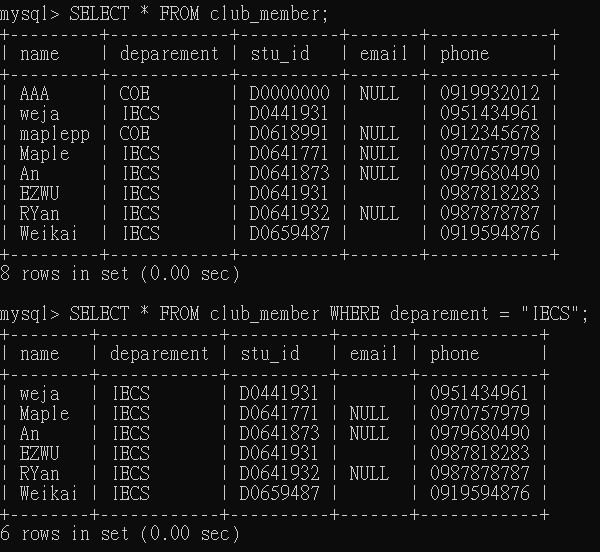 mysql> SELECT * FROM club_member;
+---------+------------+----------+-------+------------+
| name    | deparement | stu_id   | email | phone      |
+---------+------------+----------+-------+------------+
| AAA     | COE        | D0000000 | NULL  | 0919932012 |
| weja    | IECS       | D0441931 |       | 0951434961 |
| maplepp | COE        | D0618991 | NULL  | 0912345678 |
| Maple   | IECS       | D0641771 | NULL  | 0970757979 |
| An      | IECS       | D0641873 | NULL  | 0979680490 |
| EZWU    | IECS       | D0641931 |       | 0987818283 |
| RYan    | IECS       | D0641932 | NULL  | 0987878787 |
| Weikai  | IECS       | D0659487 |       | 0919594876 |
+---------+------------+----------+-------+------------+
8 rows in set (0.00 sec)
mysql> SELECT * FROM club_member WHERE deparement = "IECS";
+--------+------------+----------+-------+------------+
| name   | deparement | stu_id   | email | phone      |
+--------+------------+----------+-------+------------+
| weja   | IECS       | D0441931 |       | 0951434961 |
| Maple  | IECS       | D0641771 | NULL  | 0970757979 |
| An     | IECS       | D0641873 | NULL  | 0979680490 |
| EZWU   | IECS       | D0641931 |       | 0987818283 |
| RYan   | IECS       | D0641932 | NULL  | 0987878787 |
| Weikai | IECS       | D0659487 |       | 0919594876 |
+--------+------------+----------+-------+------------+
6 rows in set (0.00 sec)